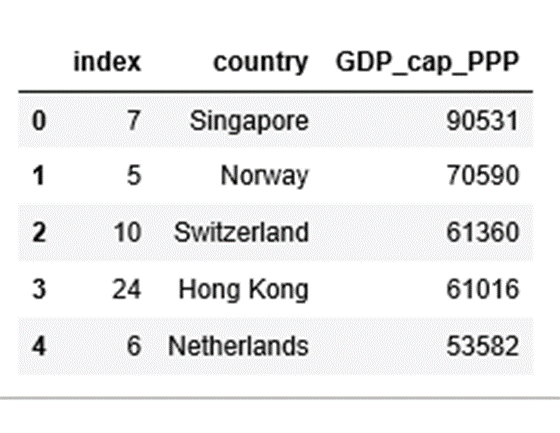 index country GDP_cap_PPP
0 7 Singapore 90531
1 5 Norway 70590
2 10 Switzerland 61360
3 24 Hong Kong 61016
4 6 Netherlands 53582